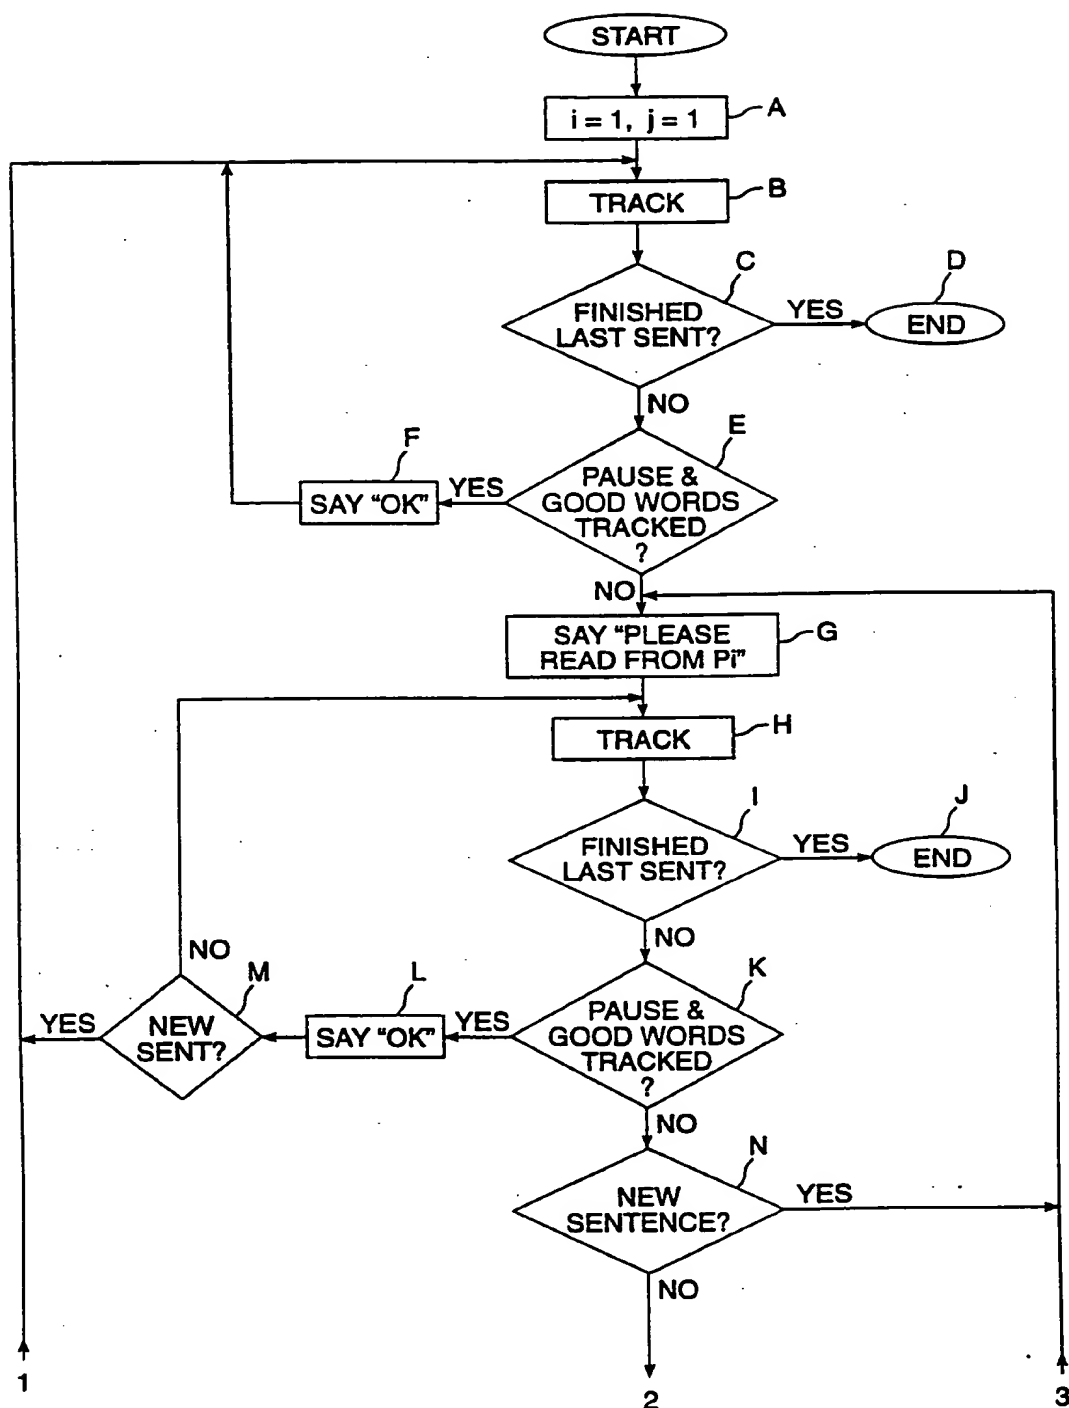 START
i = 1, j = 1
A
TRACK
B
C
D
FINISHED
LAST SENT?
YES
END
NO
F
E
SAY "OK"
YES
PAUSE &
GOOD WORDS
TRACKED
?
NO
SAY "PLEASE
READ FROM Pi"
G
TRACK
H
I
J
FINISHED
LAST SENT?
YES
END
NO
NO
M
L
K
YES
NEW
SENT?
SAY "OK"
YES
PAUSE &
GOOD WORDS
TRACKED
?
NO
N
NEW
SENTENCE?
YES
NO
1
2
3